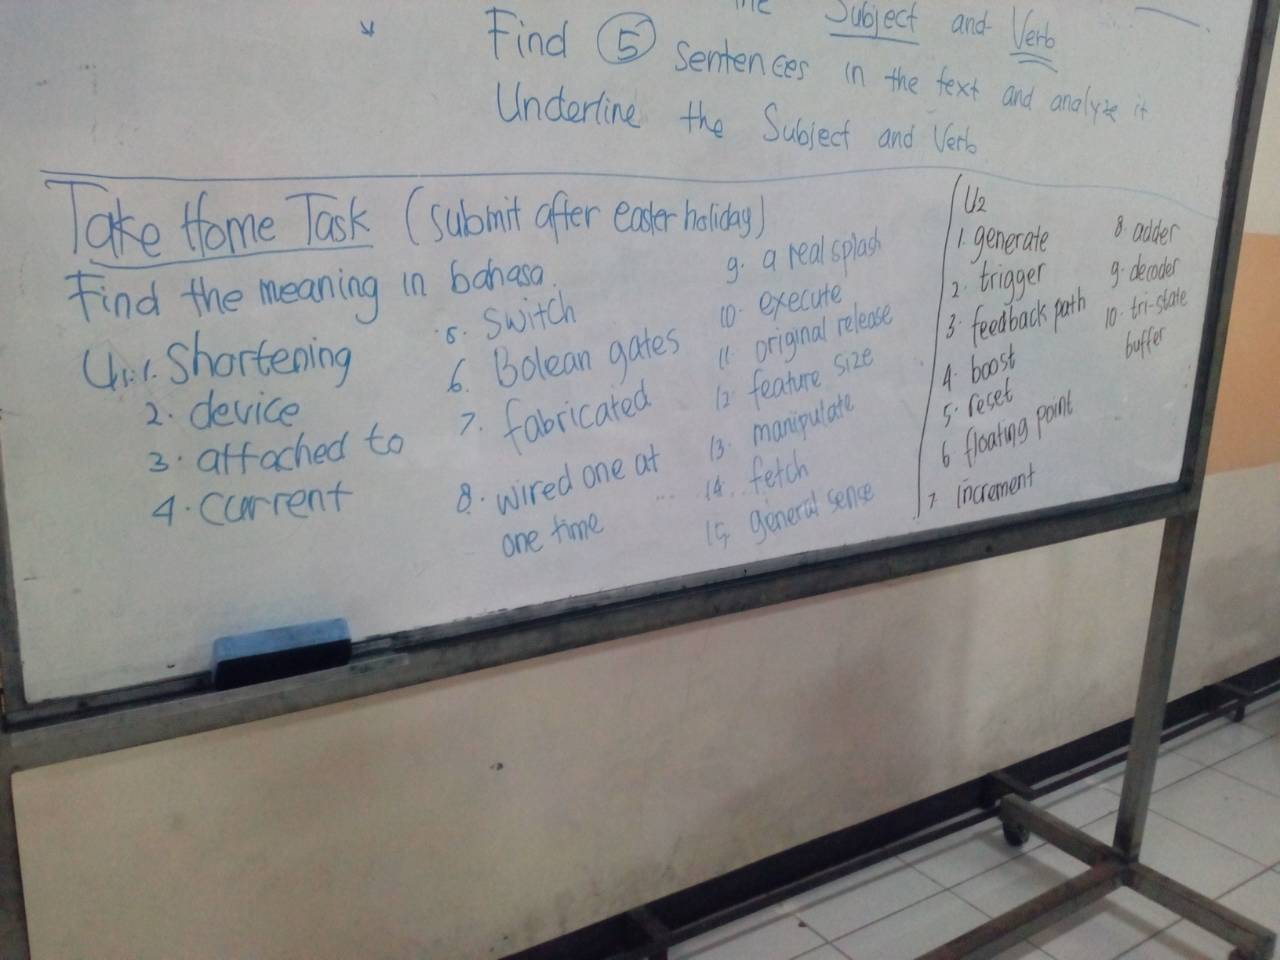 the Subject and Verb
Find 5 sentences in the text and analyze it
Underline the Subject and Verb
Take Home Task (submit after easter holiday)
Find the meaning in bahasa.
U1. 1. Shortening
2. device
3. attached to
4. current
5. switch
6. Bolean gates
7. fabricated
8. wired one at
one time
9. a real splash
10. execute
11. original release
12. feature size
13. manipulate
14. fetch
15. general sense
U2
1. generate
2. trigger
3. feedback path
4. boost
5. reset
6. floating point
7. increment
8. adder
9. decoder
10. tri-state
buffer